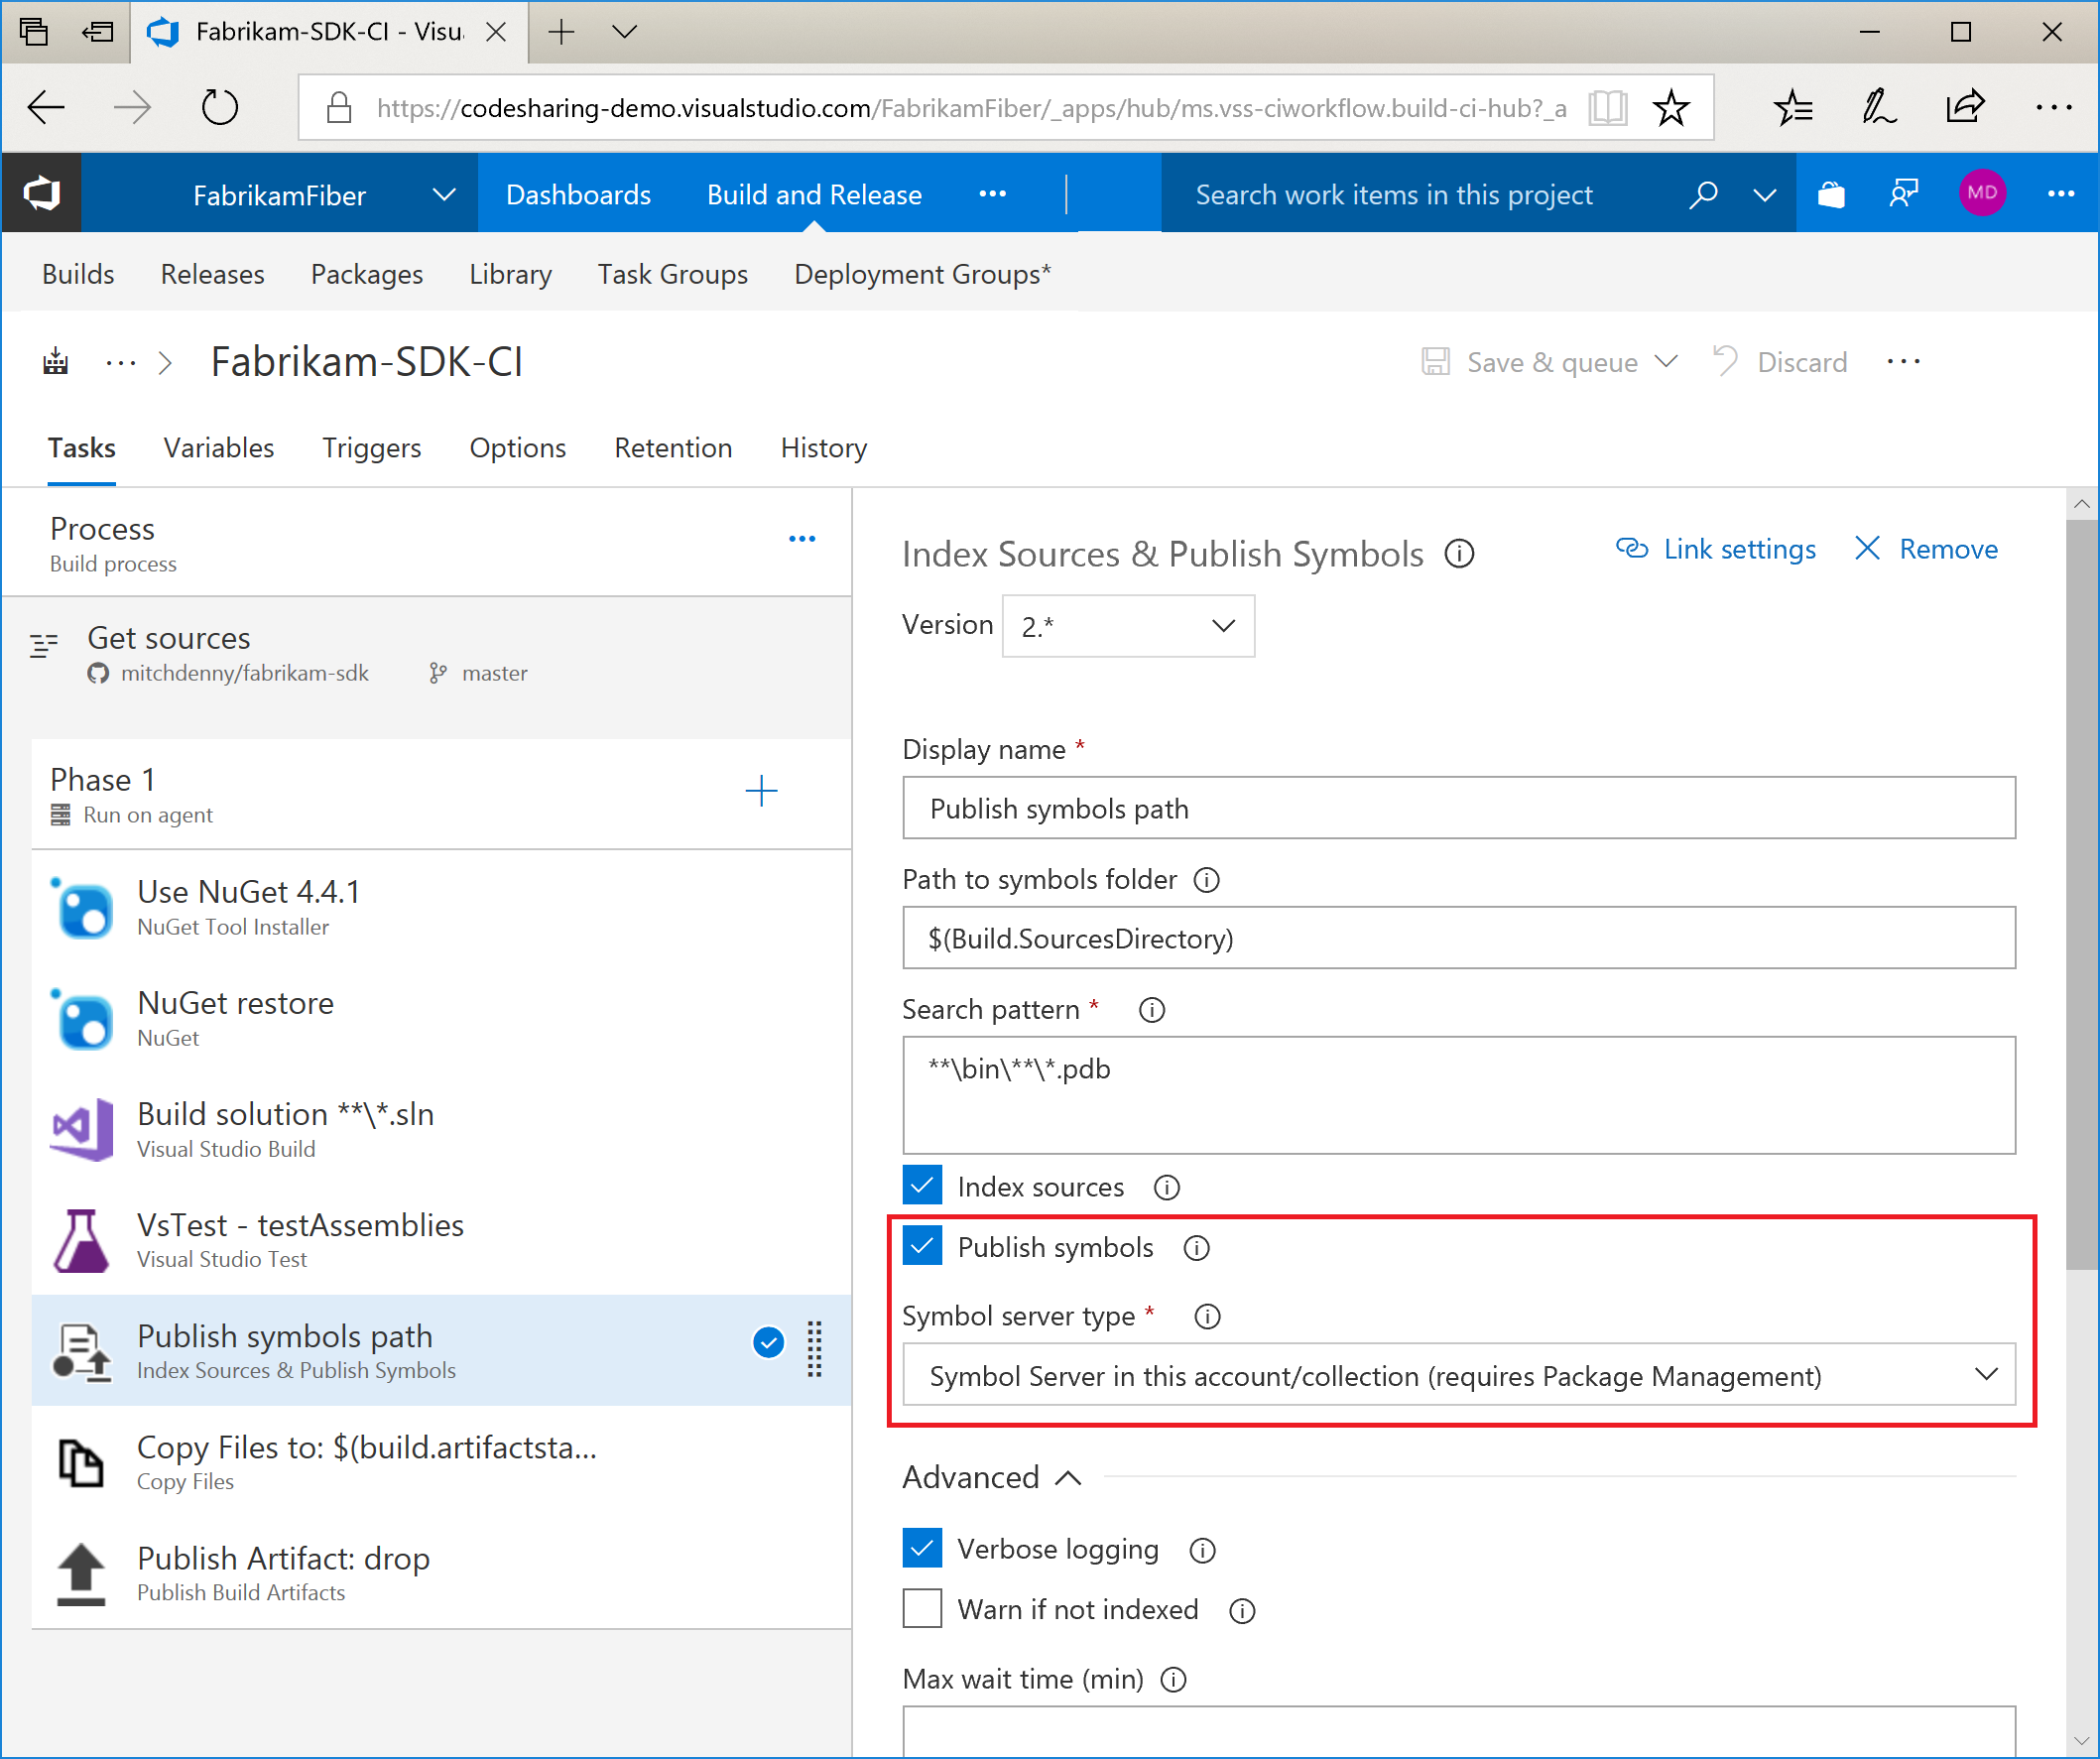 Fabrikam-SDK-CI - Visu
https://codesharing-demo.visualstudio.com/FabrikamFiber/_apps/hub/ms.vss-ciworkflow.build-ci-hub?_a
FabrikamFiber Dashboards Build and Release Search work items in this project MD
Builds Releases Packages Library Task Groups Deployment Groups*
Fabrikam-SDK-CI Save & queue Discard
Tasks Variables Triggers Options Retention History
Process
Build process
Get sources
mitchdenny/fabrikam-sdk master
Phase 1
Run on agent
Use NuGet 4.4.1
NuGet Tool Installer
NuGet restore
NuGet
Build solution **\*.sln
Visual Studio Build
VsTest - testAssemblies
Visual Studio Test
Publish symbols path
Index Sources & Publish Symbols
Copy Files to: $(build.artifactsta...
Copy Files
Publish Artifact: drop
Publish Build Artifacts
Index Sources & Publish Symbols Link settings Remove
Version 2.*
Display name *
Publish symbols path
Path to symbols folder
$(Build.SourcesDirectory)
Search pattern *
**\bin\**\*.pdb
Index sources
Publish symbols
Symbol server type *
Symbol Server in this account/collection (requires Package Management)
Advanced
Verbose logging
Warn if not indexed
Max wait time (min)